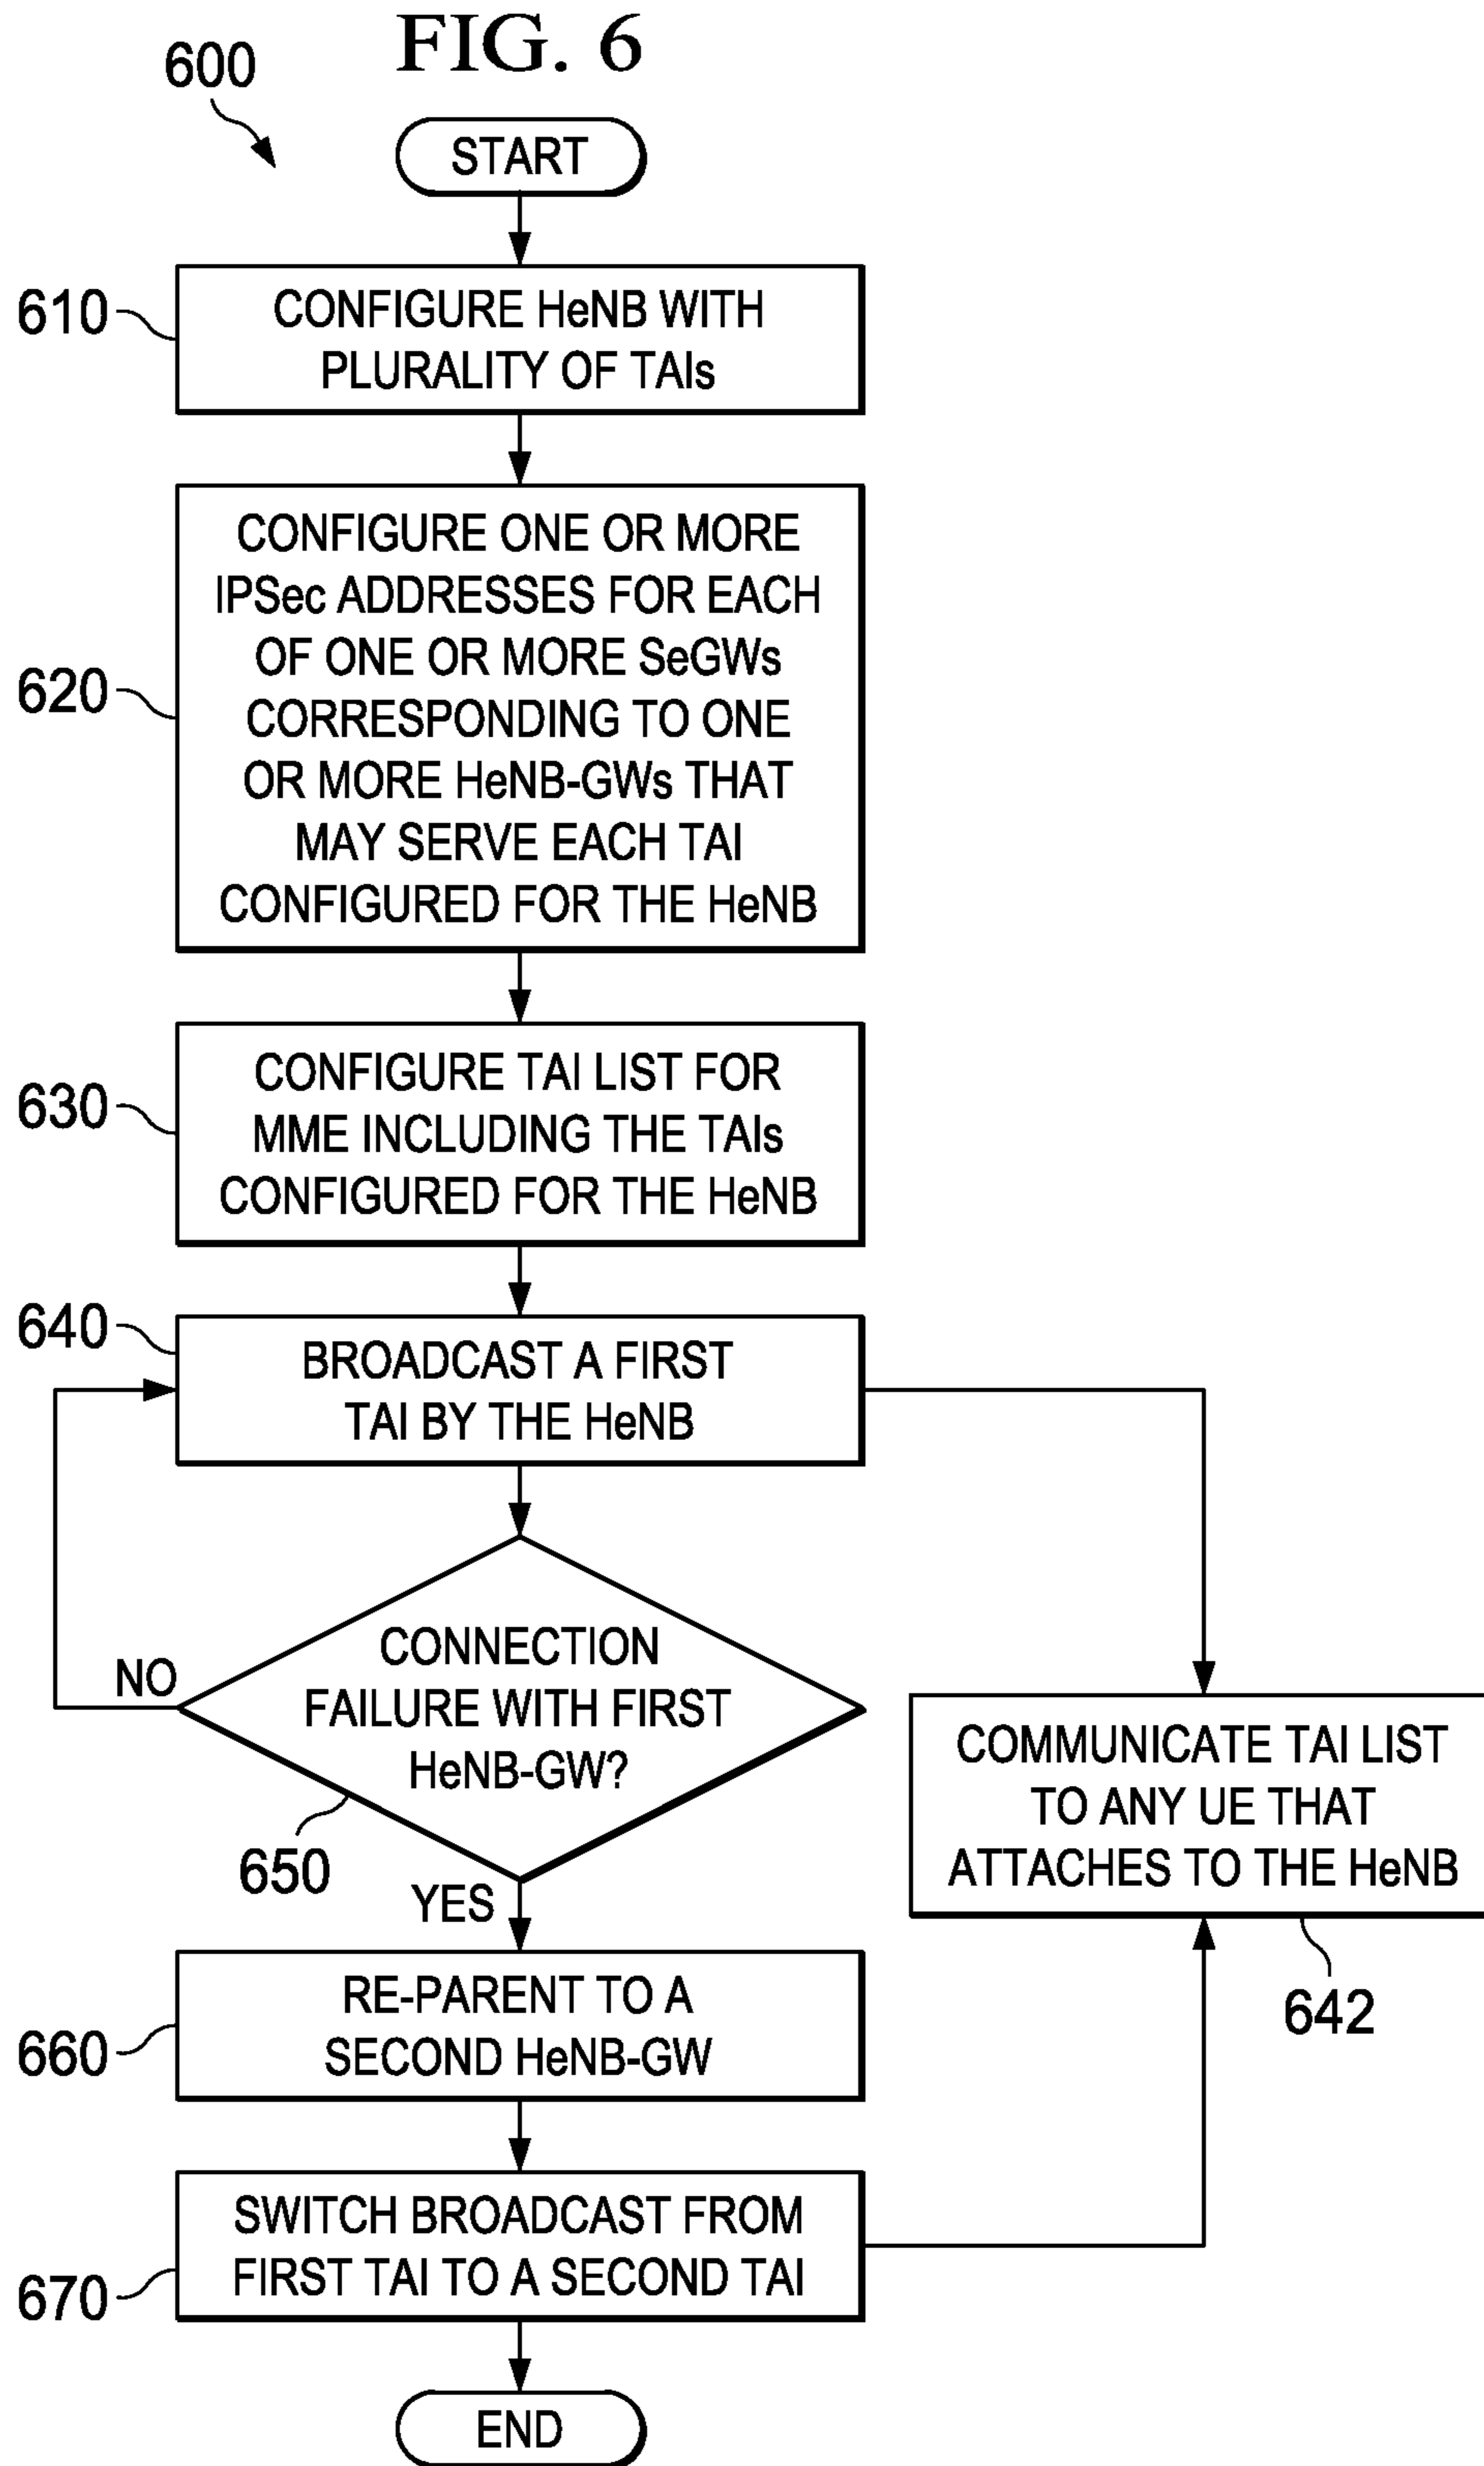 FIG. 6
600
START
610
CONFIGURE HeNB WITH
PLURALITY OF TAIs
620
CONFIGURE ONE OR MORE
IPSec ADDRESSES FOR EACH
OF ONE OR MORE SeGWs
CORRESPONDING TO ONE
OR MORE HeNB-GWs THAT
MAY SERVE EACH TAI
CONFIGURED FOR THE HeNB
630
CONFIGURE TAI LIST FOR
MME INCLUDING THE TAIs
CONFIGURED FOR THE HeNB
640
BROADCAST A FIRST
TAI BY THE HeNB
CONNECTION
FAILURE WITH FIRST
HeNB-GW?
NO
650
YES
COMMUNICATE TAI LIST
TO ANY UE THAT
ATTACHES TO THE HeNB
642
660
RE-PARENT TO A
SECOND HeNB-GW
670
SWITCH BROADCAST FROM
FIRST TAI TO A SECOND TAI
END